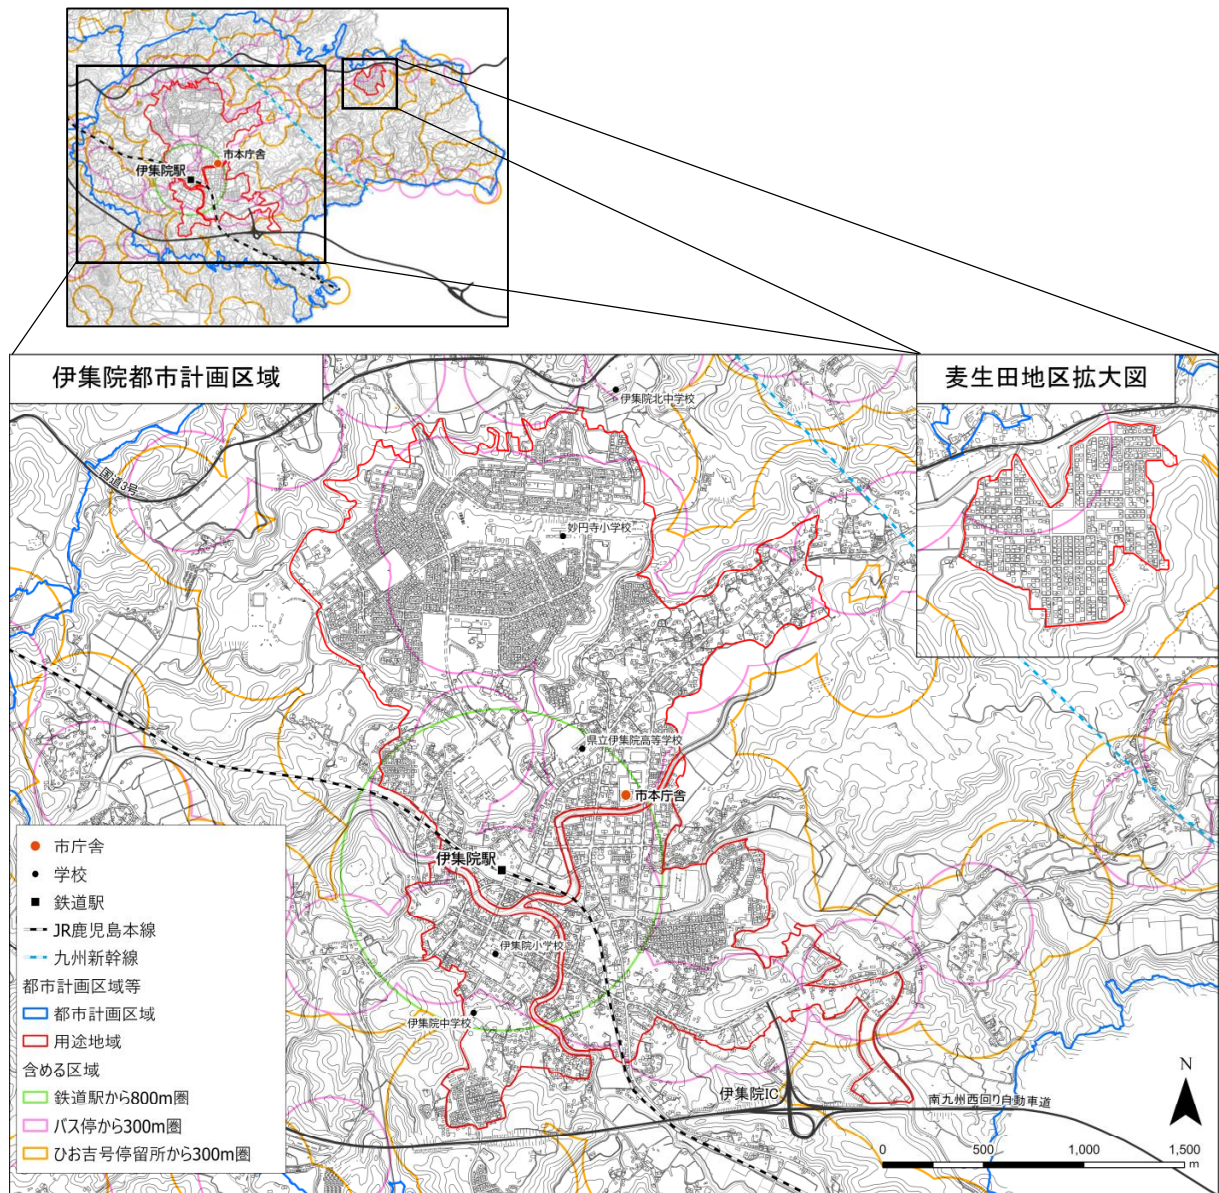 市本庁舎
伊集院駅
伊集院都市計画区域
麦生田地区拡大図
伊集院北中学校
国道3号
妙円寺小学校
県立伊集院高等学校
市本庁舎
伊集院駅
伊集院小学校
伊集院中学校
伊集院IC
南九州西回り自動車道
市庁舎
学校
鉄道駅
JR鹿児島本線
九州新幹線
都市計画区域等
都市計画区域
用途地域
含める区域
鉄道駅から800m圏
バス停から300m圏
ひお吉号停留所から300m圏
N
0 500 1,000 1,500
m